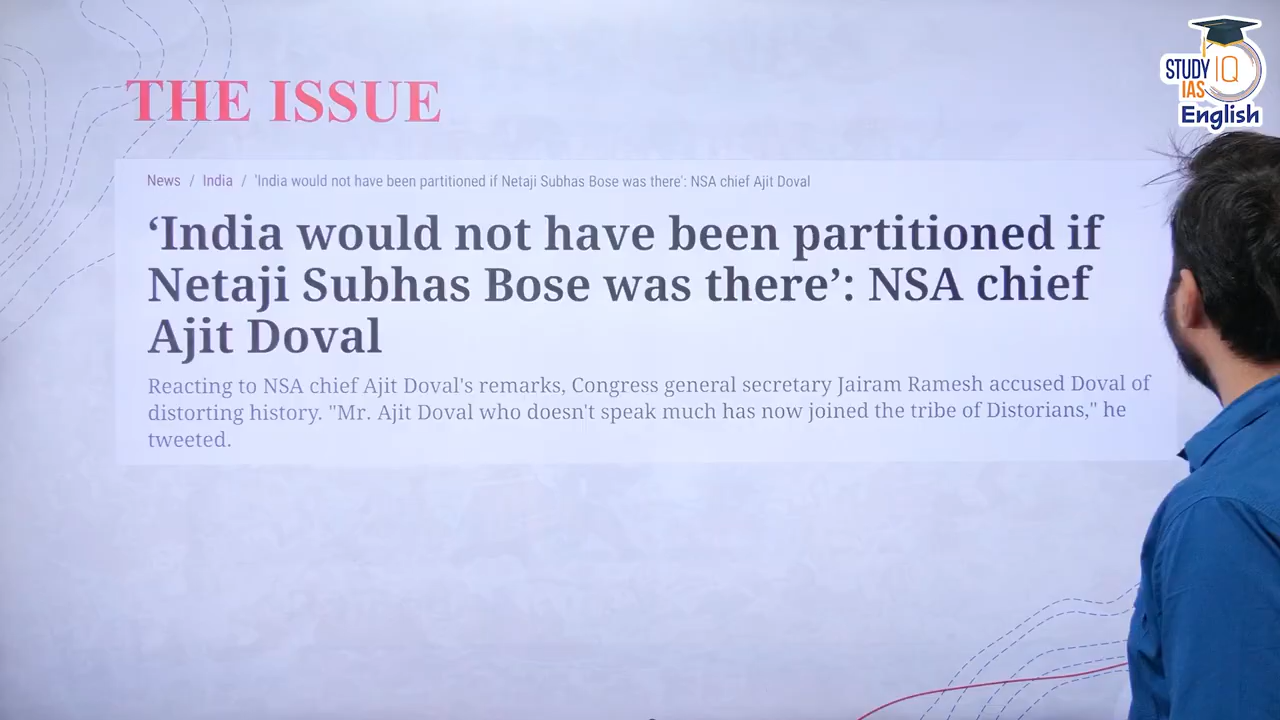 STUDY IQ
IAS
English
THE ISSUE
News / India / 'India would not have been partitioned if Netaji Subhas Bose was there': NSA chief Ajit Doval
‘India would not have been partitioned if
Netaji Subhas Bose was there’: NSA chief
Ajit Doval
Reacting to NSA chief Ajit Doval's remarks, Congress general secretary Jairam Ramesh accused Doval of
distorting history. "Mr. Ajit Doval who doesn't speak much has now joined the tribe of Distorians," he
tweeted.